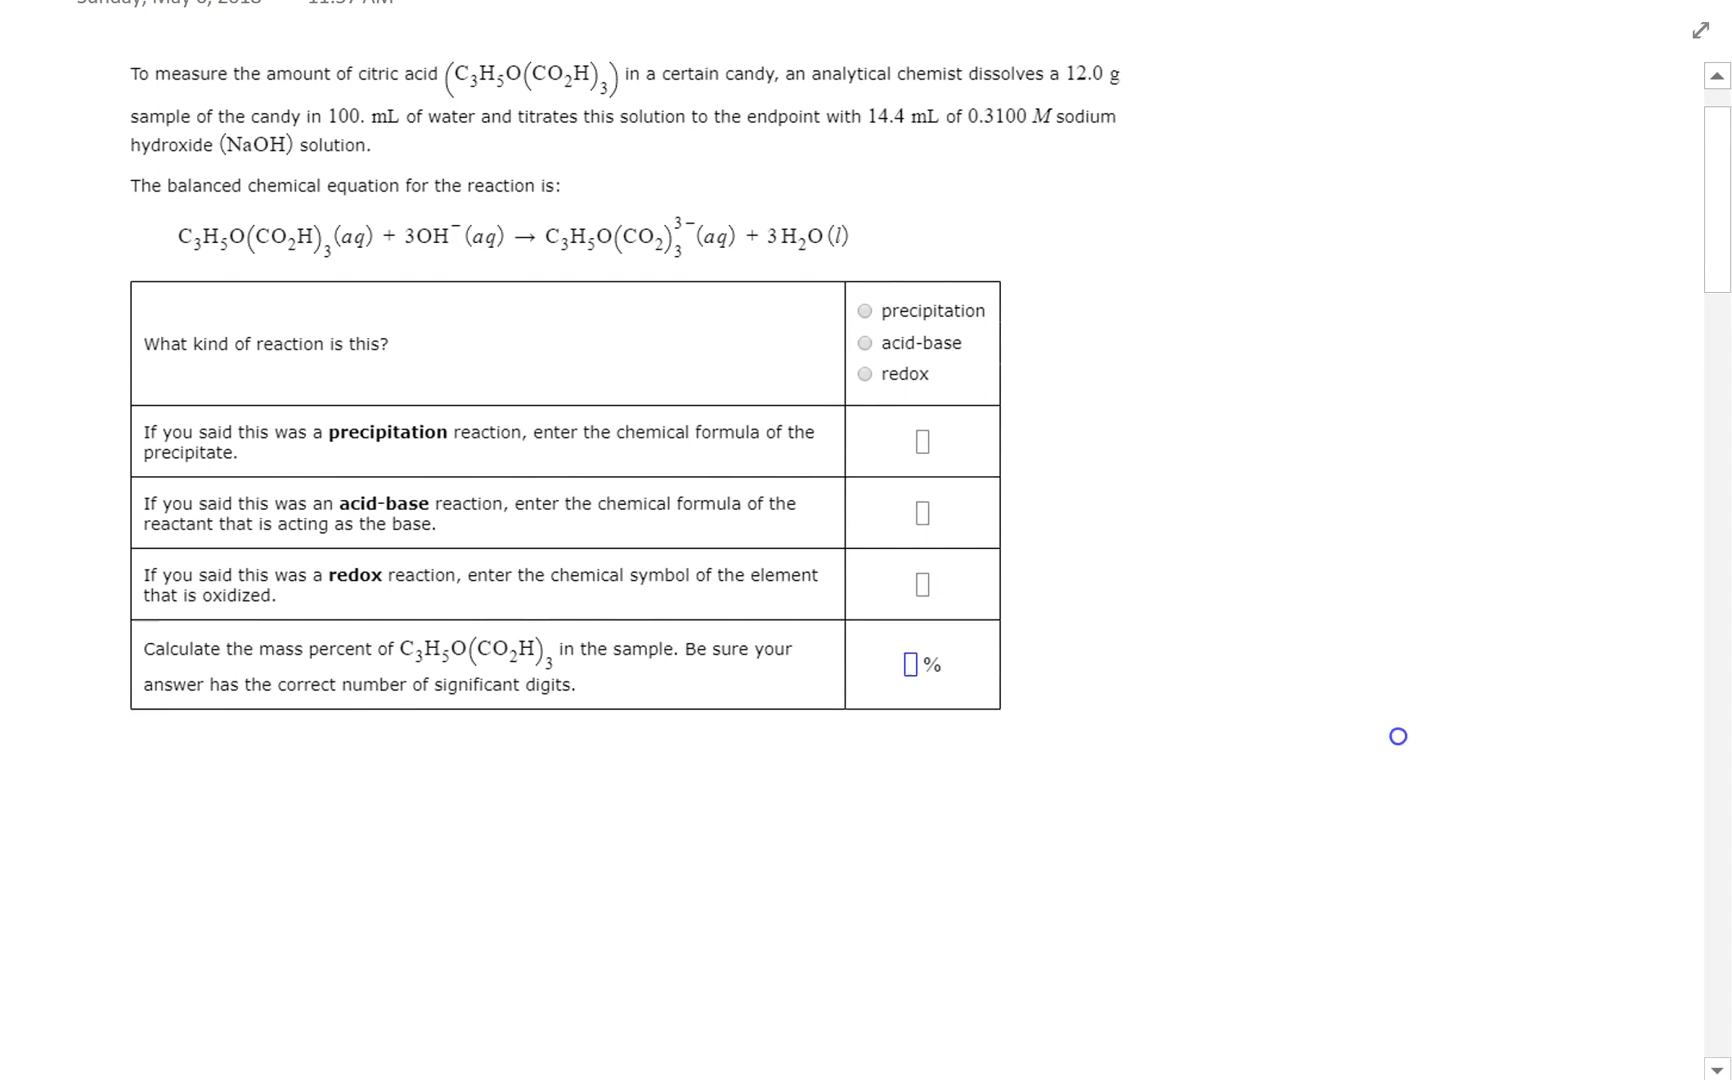 To measure the amount of citric acid (C₃H₅O(CO₂H)₃) in a certain candy, an analytical chemist dissolves a 12.0 g
sample of the candy in 100. mL of water and titrates this solution to the endpoint with 14.4 mL of 0.3100 M sodium
hydroxide (NaOH) solution.
The balanced chemical equation for the reaction is:
C₃H₅O(CO₂H)₃(aq) + 3OH⁻(aq) → C₃H₅O(CO₂)₃³⁻(aq) + 3H₂O(l)
What kind of reaction is this?
precipitation
acid-base
redox
If you said this was a precipitation reaction, enter the chemical formula of the
precipitate.
If you said this was an acid-base reaction, enter the chemical formula of the
reactant that is acting as the base.
If you said this was a redox reaction, enter the chemical symbol of the element
that is oxidized.
Calculate the mass percent of C₃H₅O(CO₂H)₃ in the sample. Be sure your
answer has the correct number of significant digits.
%